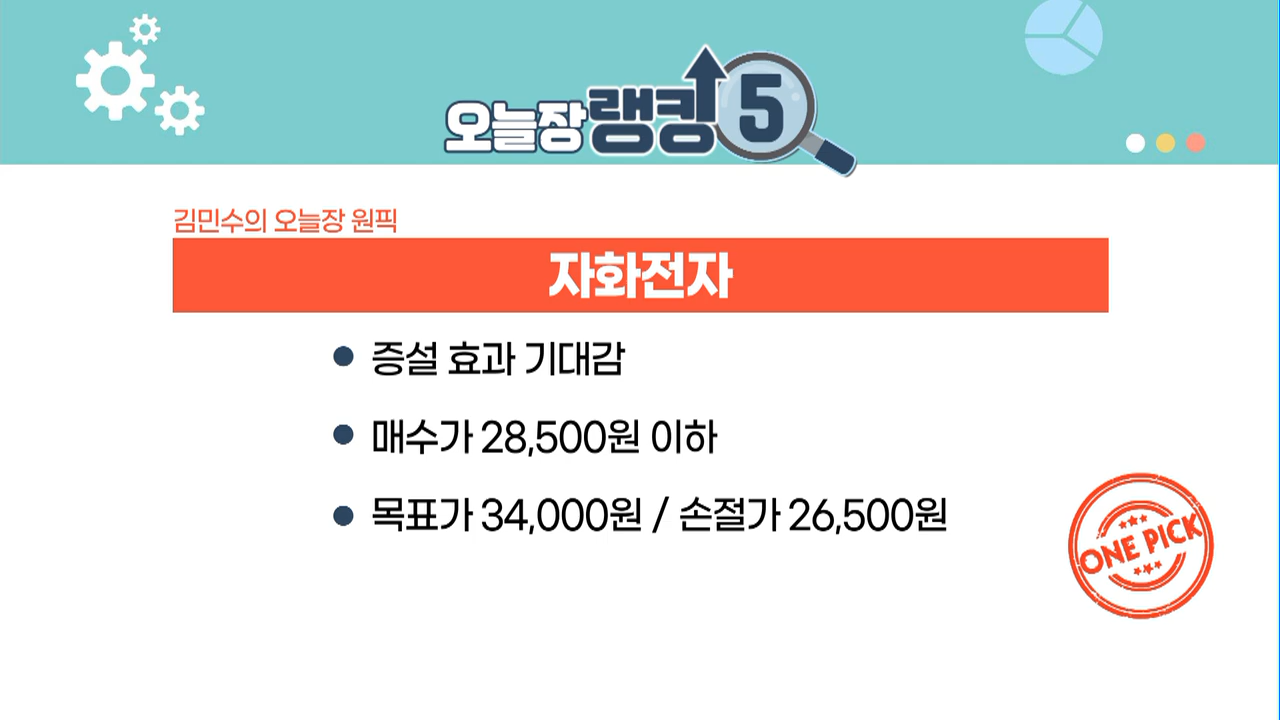 오늘장 랭킹 5
김민수의 오늘장 원픽
자화전자
증설 효과 기대감
매수가 28,500원 이하
목표가 34,000원 / 손절가 26,500원
ONE PICK